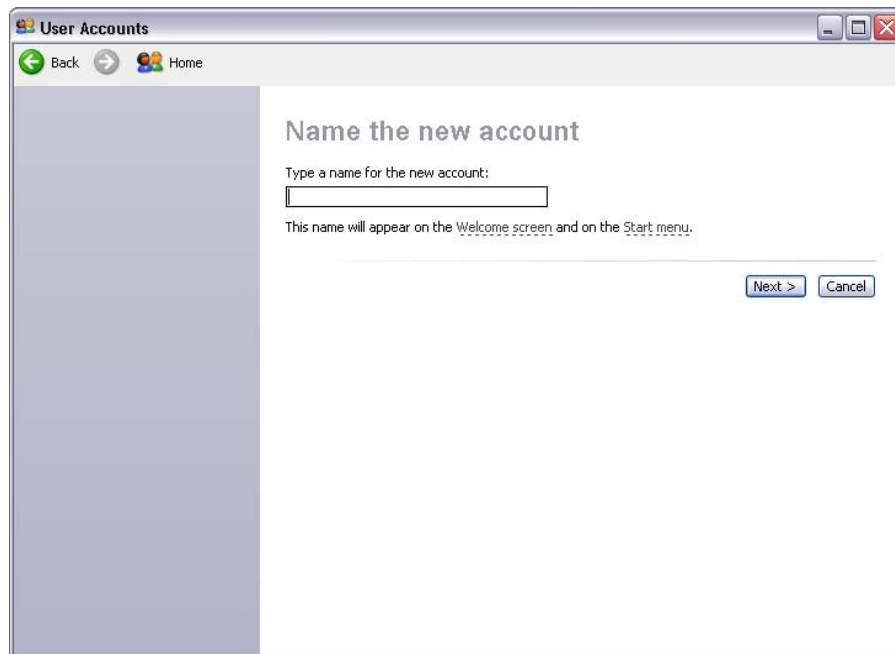 User Accounts
Back Home
Name the new account
Type a name for the new account:
This name will appear on the Welcome screen and on the Start menu.
Next > Cancel